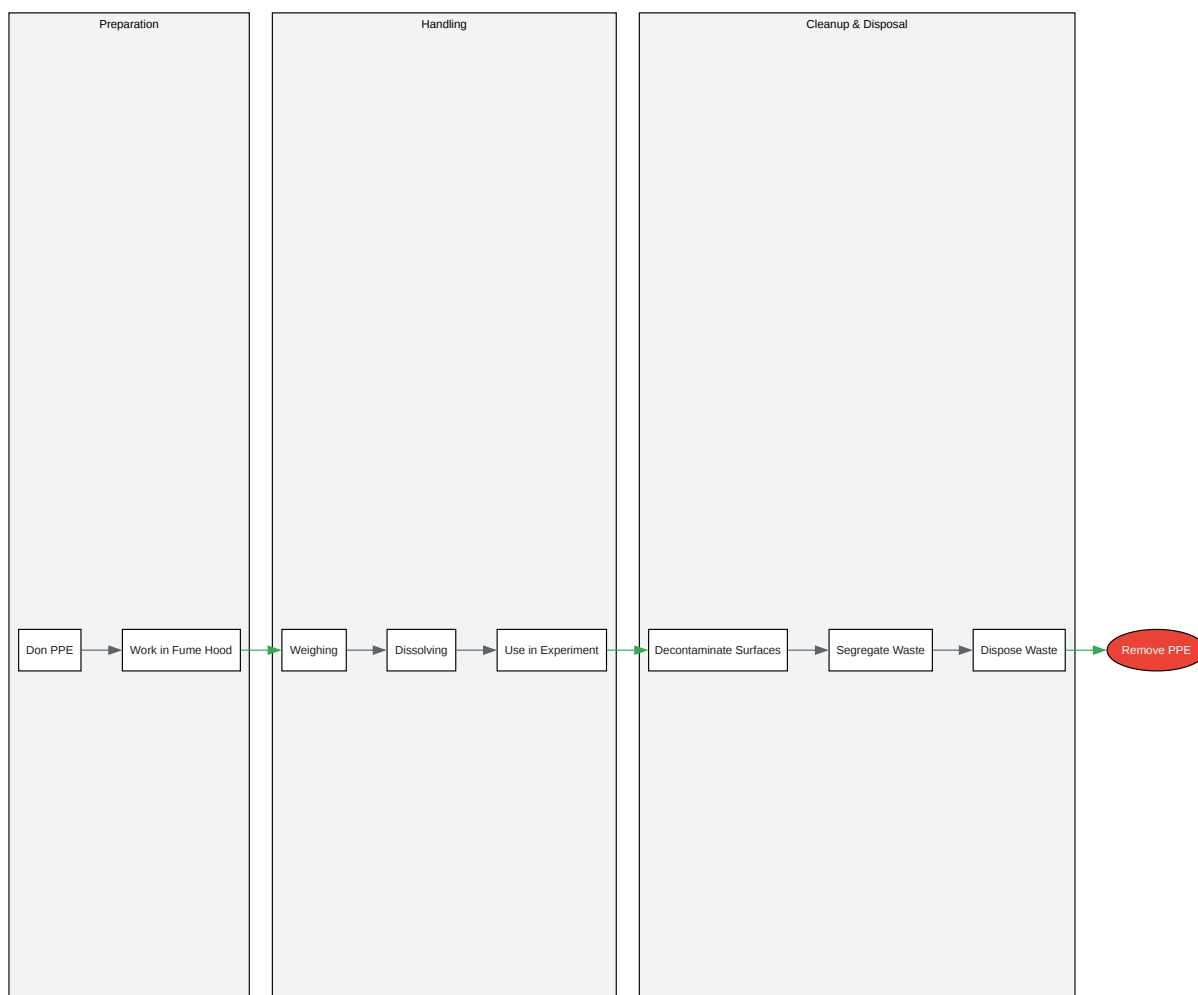 Preparation
Handling
Cleanup & Disposal
Don PPE
Work in Fume Hood
Weighing
Dissolving
Use in Experiment
Decontaminate Surfaces
Segregate Waste
Dispose Waste
Remove PPE